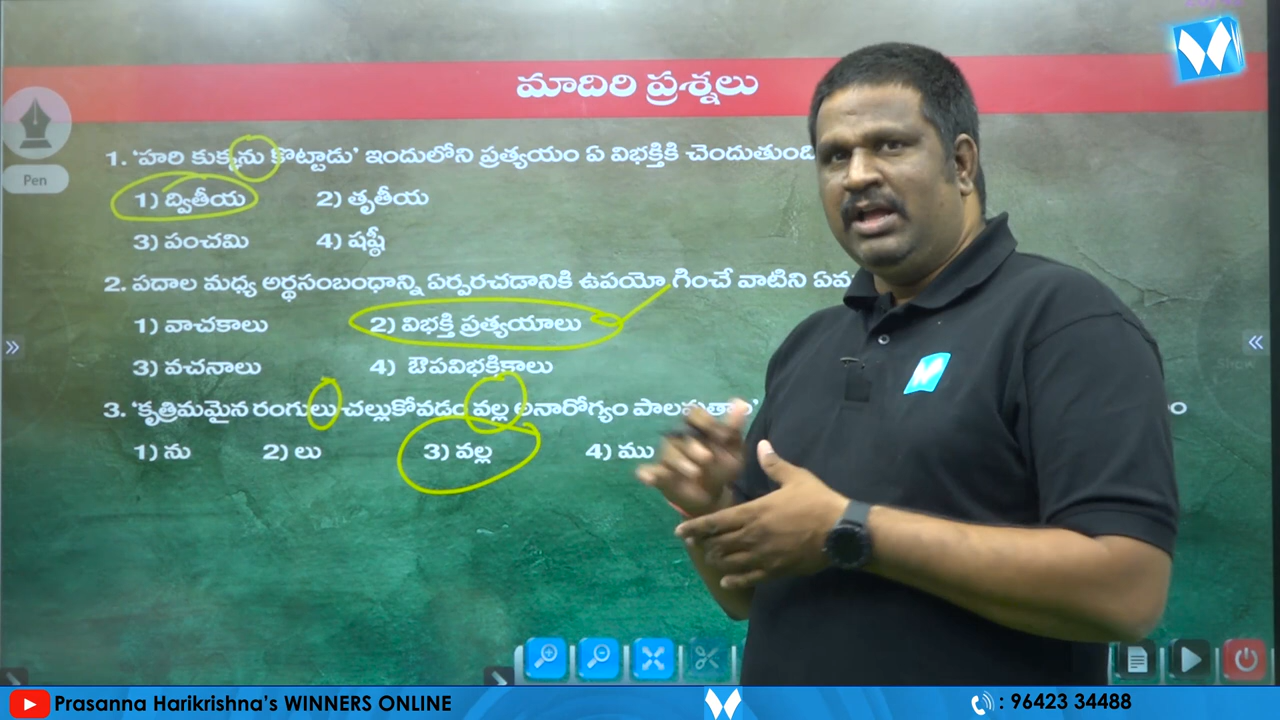 మాదిరి ప్రశ్నలు
Pen
1. 'హరి కుక్కను కొట్టాడు' ఇందులోని ప్రత్యయం ఏ విభక్తికి చెందుతుంది
1) ద్వితీయ 2) తృతీయ
3) పంచమి 4) షష్ఠీ
2. పదాల మధ్య అర్థసంబంధాన్ని ఏర్పరచడానికి ఉపయో గించే వాటిని
1) వాచకాలు 2) విభక్తి ప్రత్యయాలు
3) వచనాలు 4) ఔపవిభక్తికాలు
3. 'కృత్రిమమైన రంగులు చల్లుకోవడం వల్ల అనారోగ్యం
1) ను 2) లు 3) వల్ల 4) ము
Prasanna Harikrishna's WINNERS ONLINE
: 96423 34488